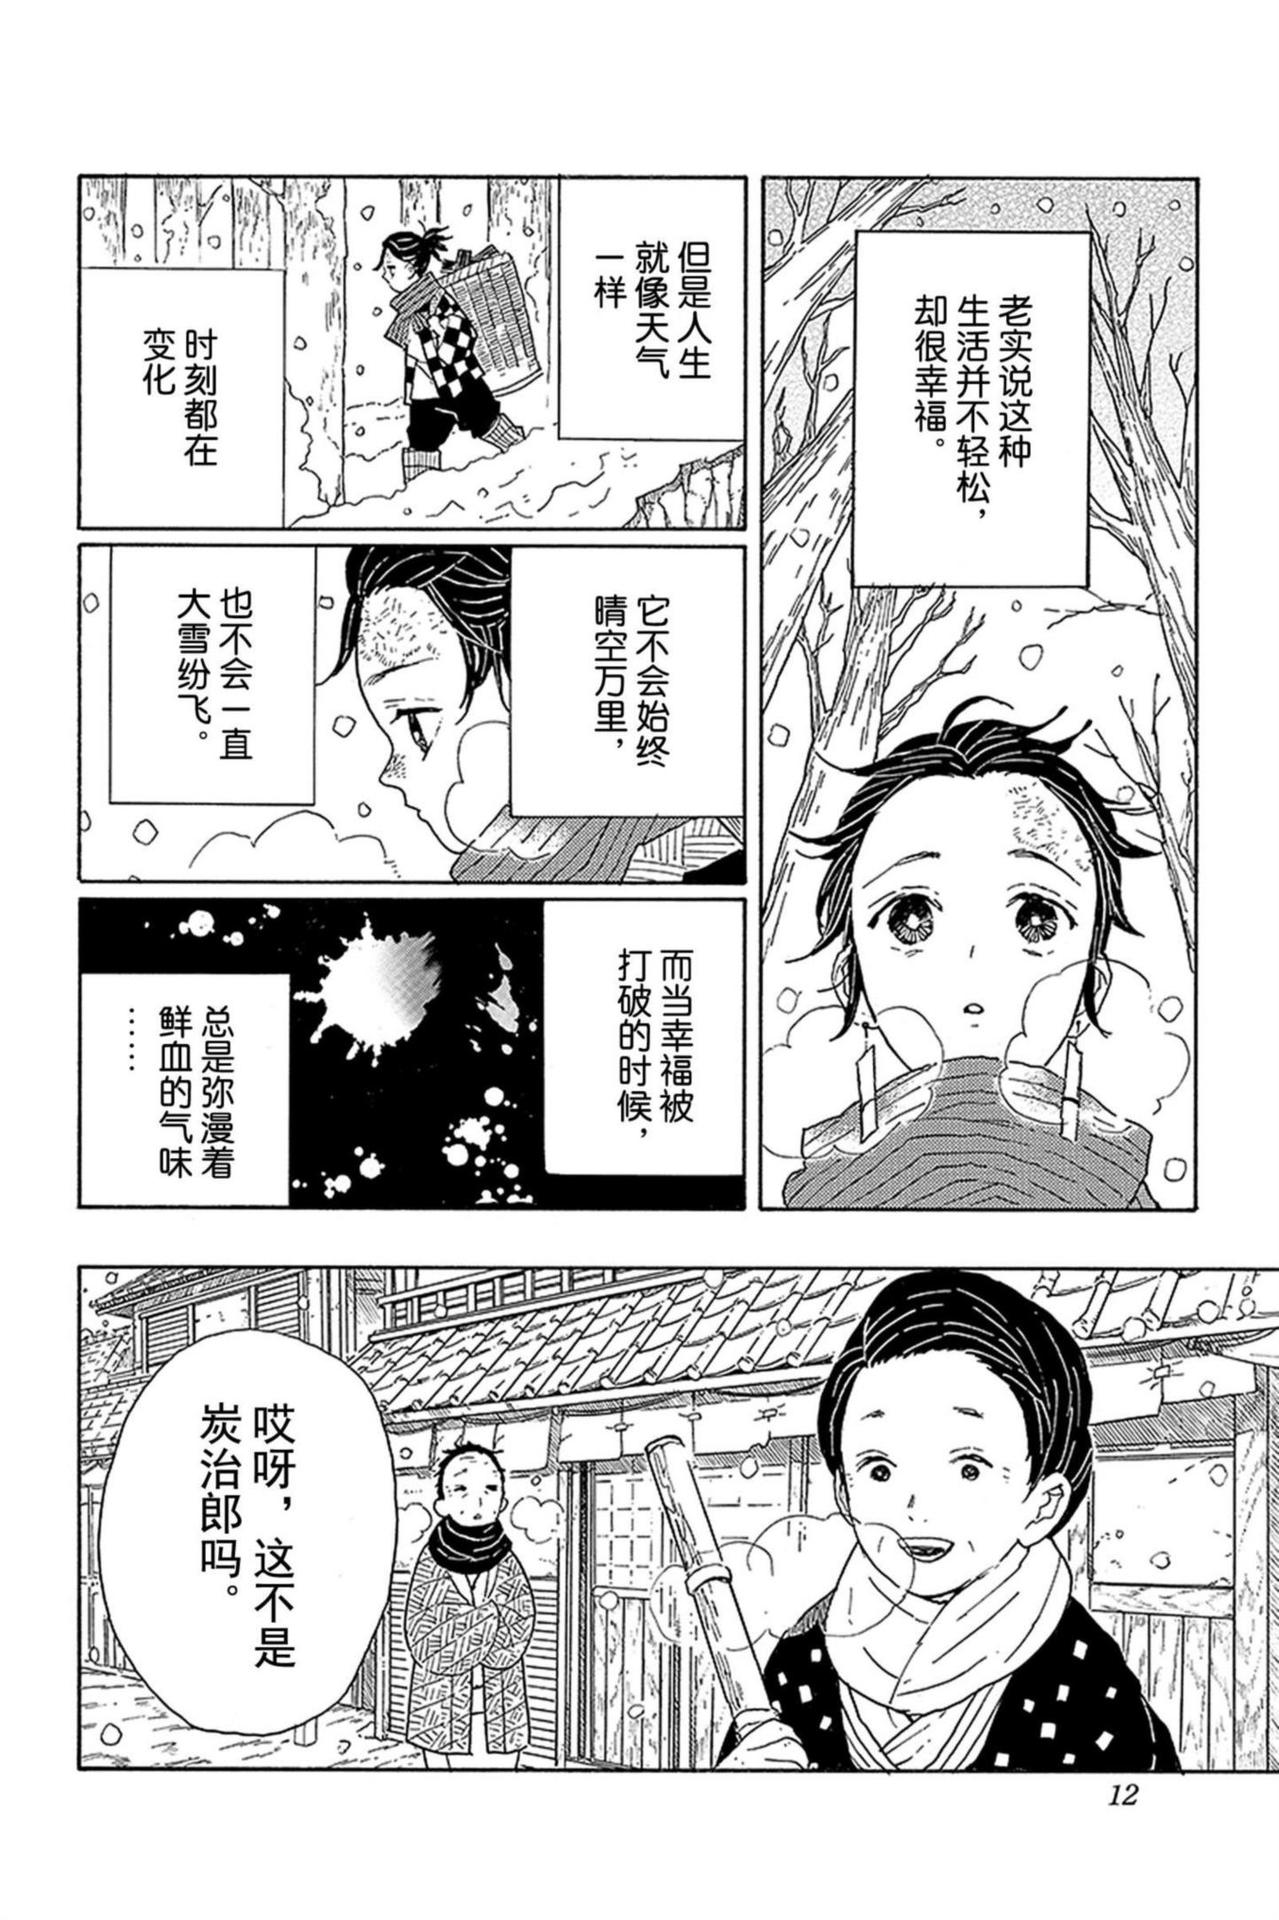 老实说这种
生活并不轻松，
却很幸福。
但是人生
就像天气
一样
时刻都在
变化
它不会始终
晴空万里，
也不会一直
大雪纷飞。
而当幸福被
打破的时候，
总是弥漫着
鲜血的气味
……
哎呀，这不是
炭治郎吗。
12